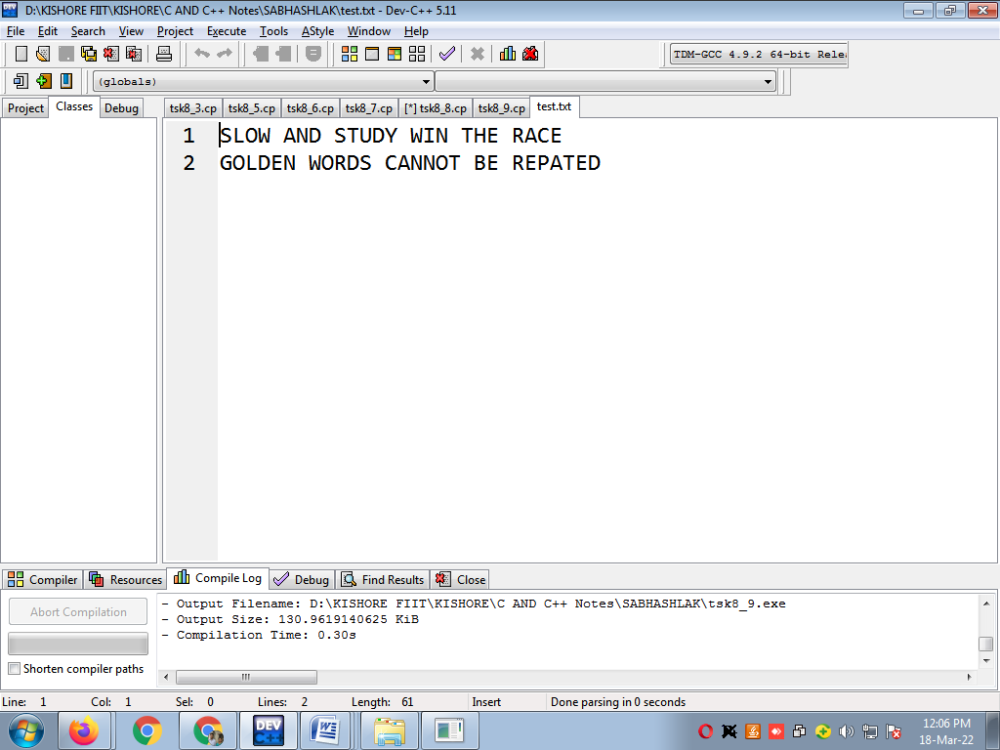 D:\KISHORE FIIT\KISHORE\C AND C++ Notes\SABHASHLAK\test.txt - Dev-C++ 5.11
File Edit Search View Project Execute Tools AStyle Window Help
TDM-GCC 4.9.2 64-bit Relea
(globals)
Project Classes Debug tsk8_3.cp tsk8_5.cp tsk8_6.cp tsk8_7.cp [*] tsk8_8.cp tsk8_9.cp test.txt
1 SLOW AND STUDY WIN THE RACE
2 GOLDEN WORDS CANNOT BE REPATED
Compiler Resources Compile Log Debug Find Results Close
Abort Compilation
Shorten compiler paths
- Output Filename: D:\KISHORE FIIT\KISHORE\C AND C++ Notes\SABHASHLAK\tsk8_9.exe
- Output Size: 130.9619140625 KiB
- Compilation Time: 0.30s
Line: 1 Col: 1 Sel: 0 Lines: 2 Length: 61 Insert Done parsing in 0 seconds
DEV C++
12:06 PM
18-Mar-22